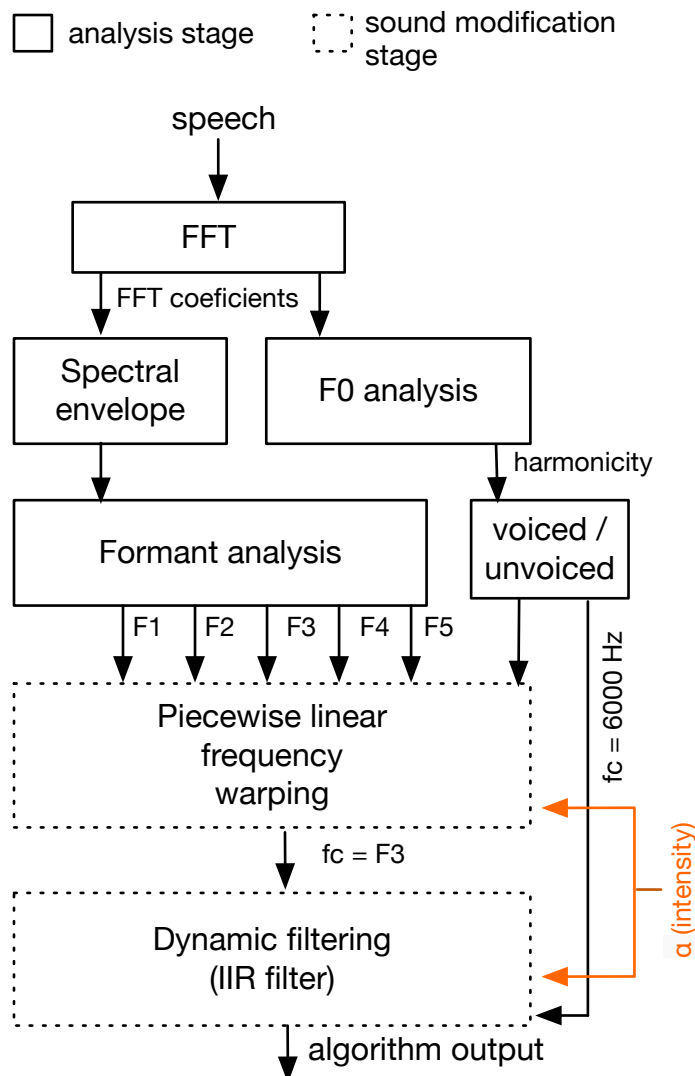 analysis stage
sound modification
stage
speech
FFT
FFT coeficients
Spectral
envelope
F0 analysis
harmonicity
Formant analysis
voiced /
unvoiced
F1
F2
F3
F4
F5
fc = 6000 Hz
Piecewise linear
frequency
warping
fc = F3
α (intensity)
Dynamic filtering
(IIR filter)
algorithm output